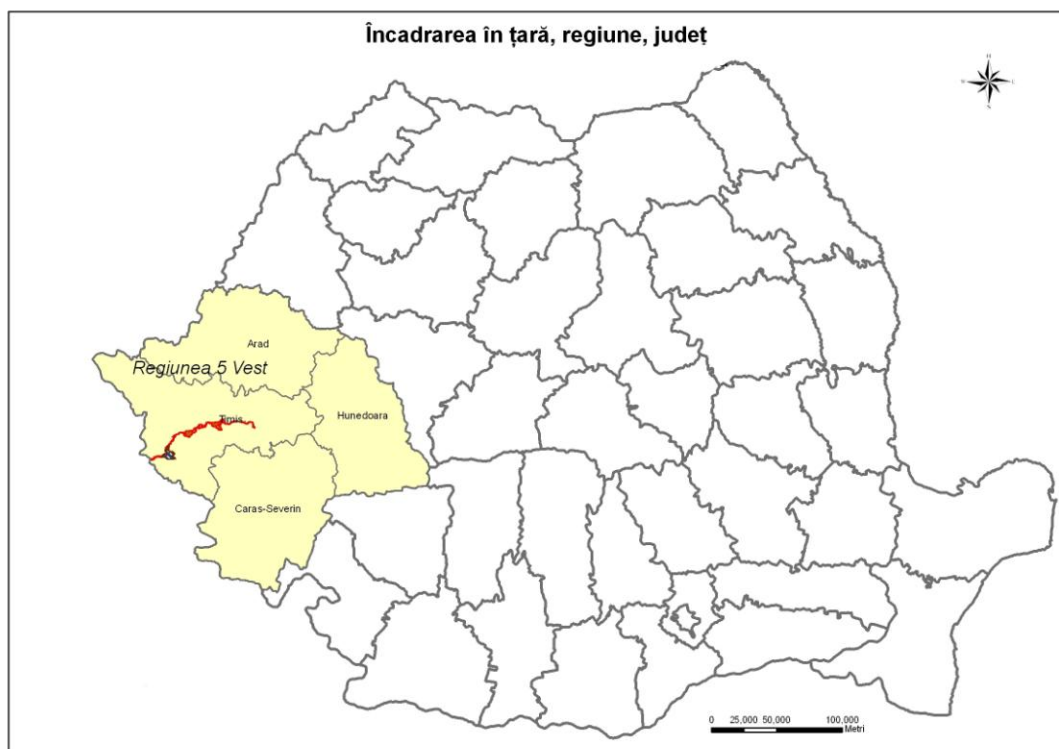 Încadrarea în țară, regiune, județ
Arad
Regiunea 5 Vest
Hunedoara
Timis
Caras-Severin
0 25,000 50,000 100,000
Metri